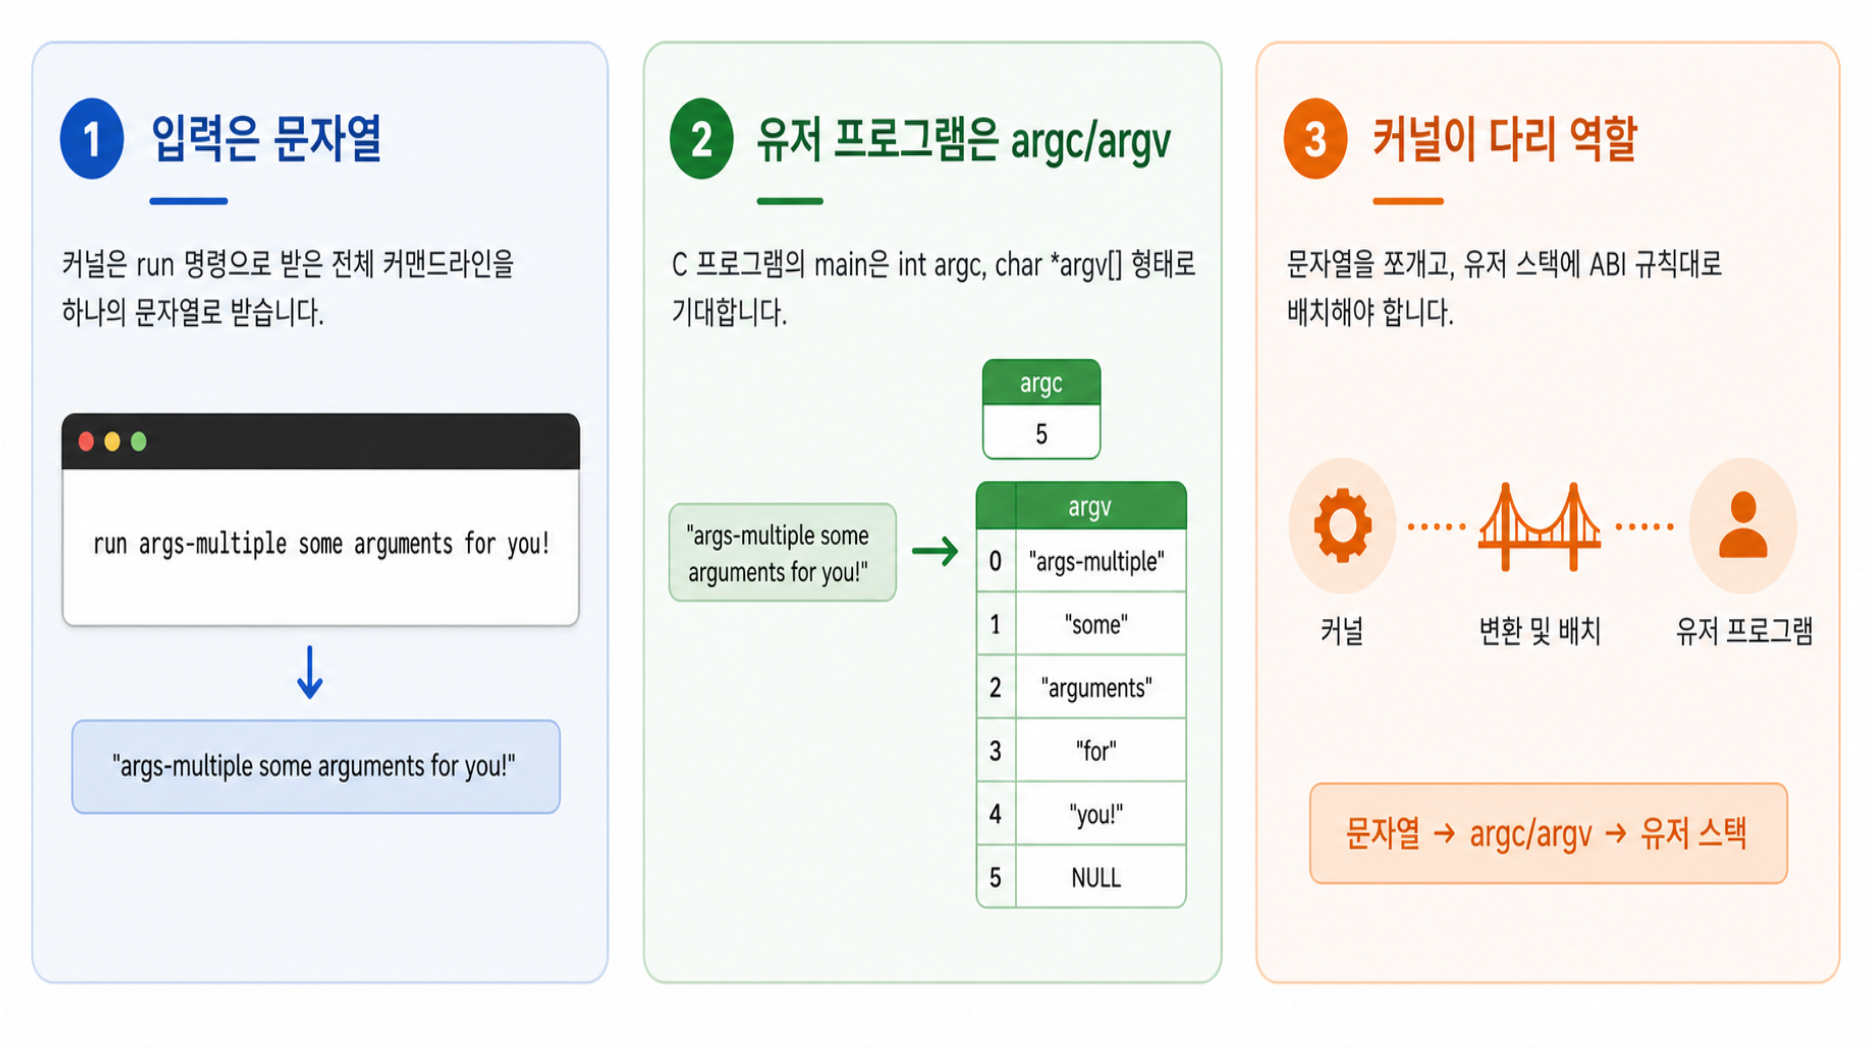 1 입력은 문자열
커널은 run 명령으로 받은 전체 커맨드라인을
하나의 문자열로 받습니다.
run args-multiple some arguments for you!
"args-multiple some arguments for you!"
2 유저 프로그램은 argc/argv
C 프로그램의 main은 int argc, char *argv[] 형태로
기대합니다.
argc
5
"args-multiple some
arguments for you!"
argv
0 "args-multiple"
1 "some"
2 "arguments"
3 "for"
4 "you!"
5 NULL
3 커널이 다리 역할
문자열을 쪼개고, 유저 스택에 ABI 규칙대로
배치해야 합니다.
커널 변환 및 배치 유저 프로그램
문자열 → argc/argv → 유저 스택